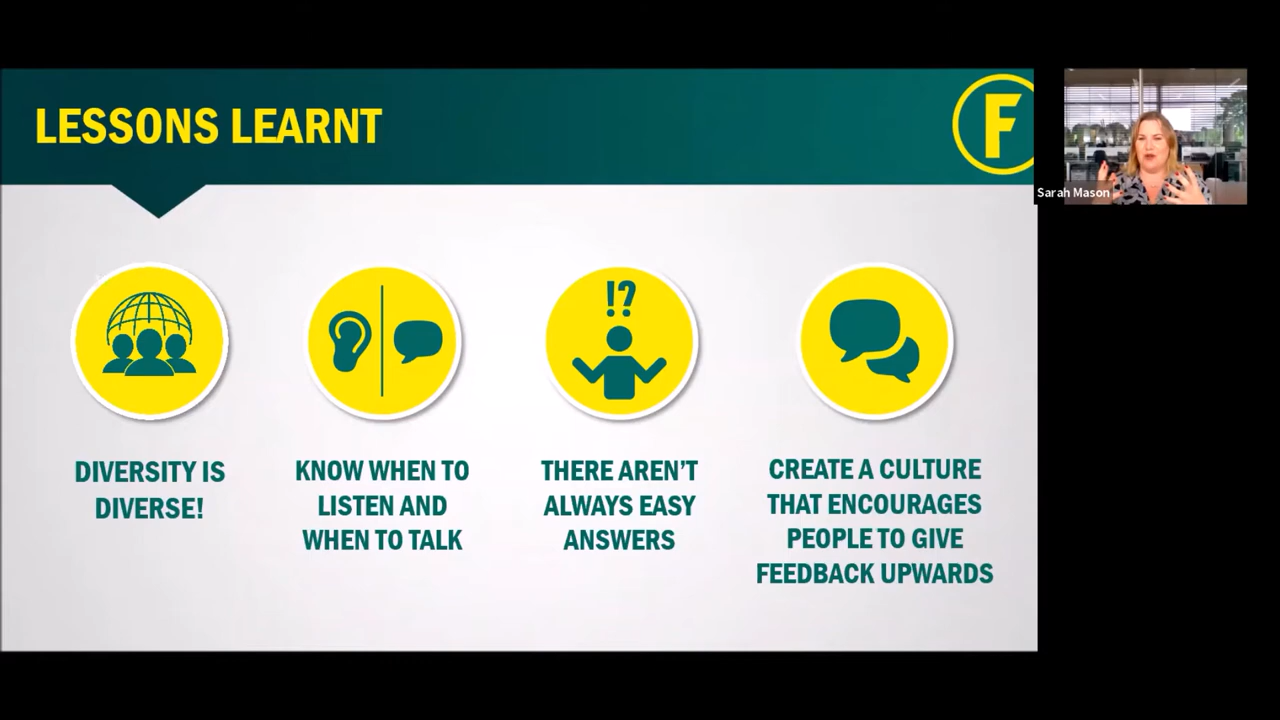 LESSONS LEARNT
F
Sarah Mason
!?
DIVERSITY IS
DIVERSE!
KNOW WHEN TO
LISTEN AND
WHEN TO TALK
THERE AREN’T
ALWAYS EASY
ANSWERS
CREATE A CULTURE
THAT ENCOURAGES
PEOPLE TO GIVE
FEEDBACK UPWARDS